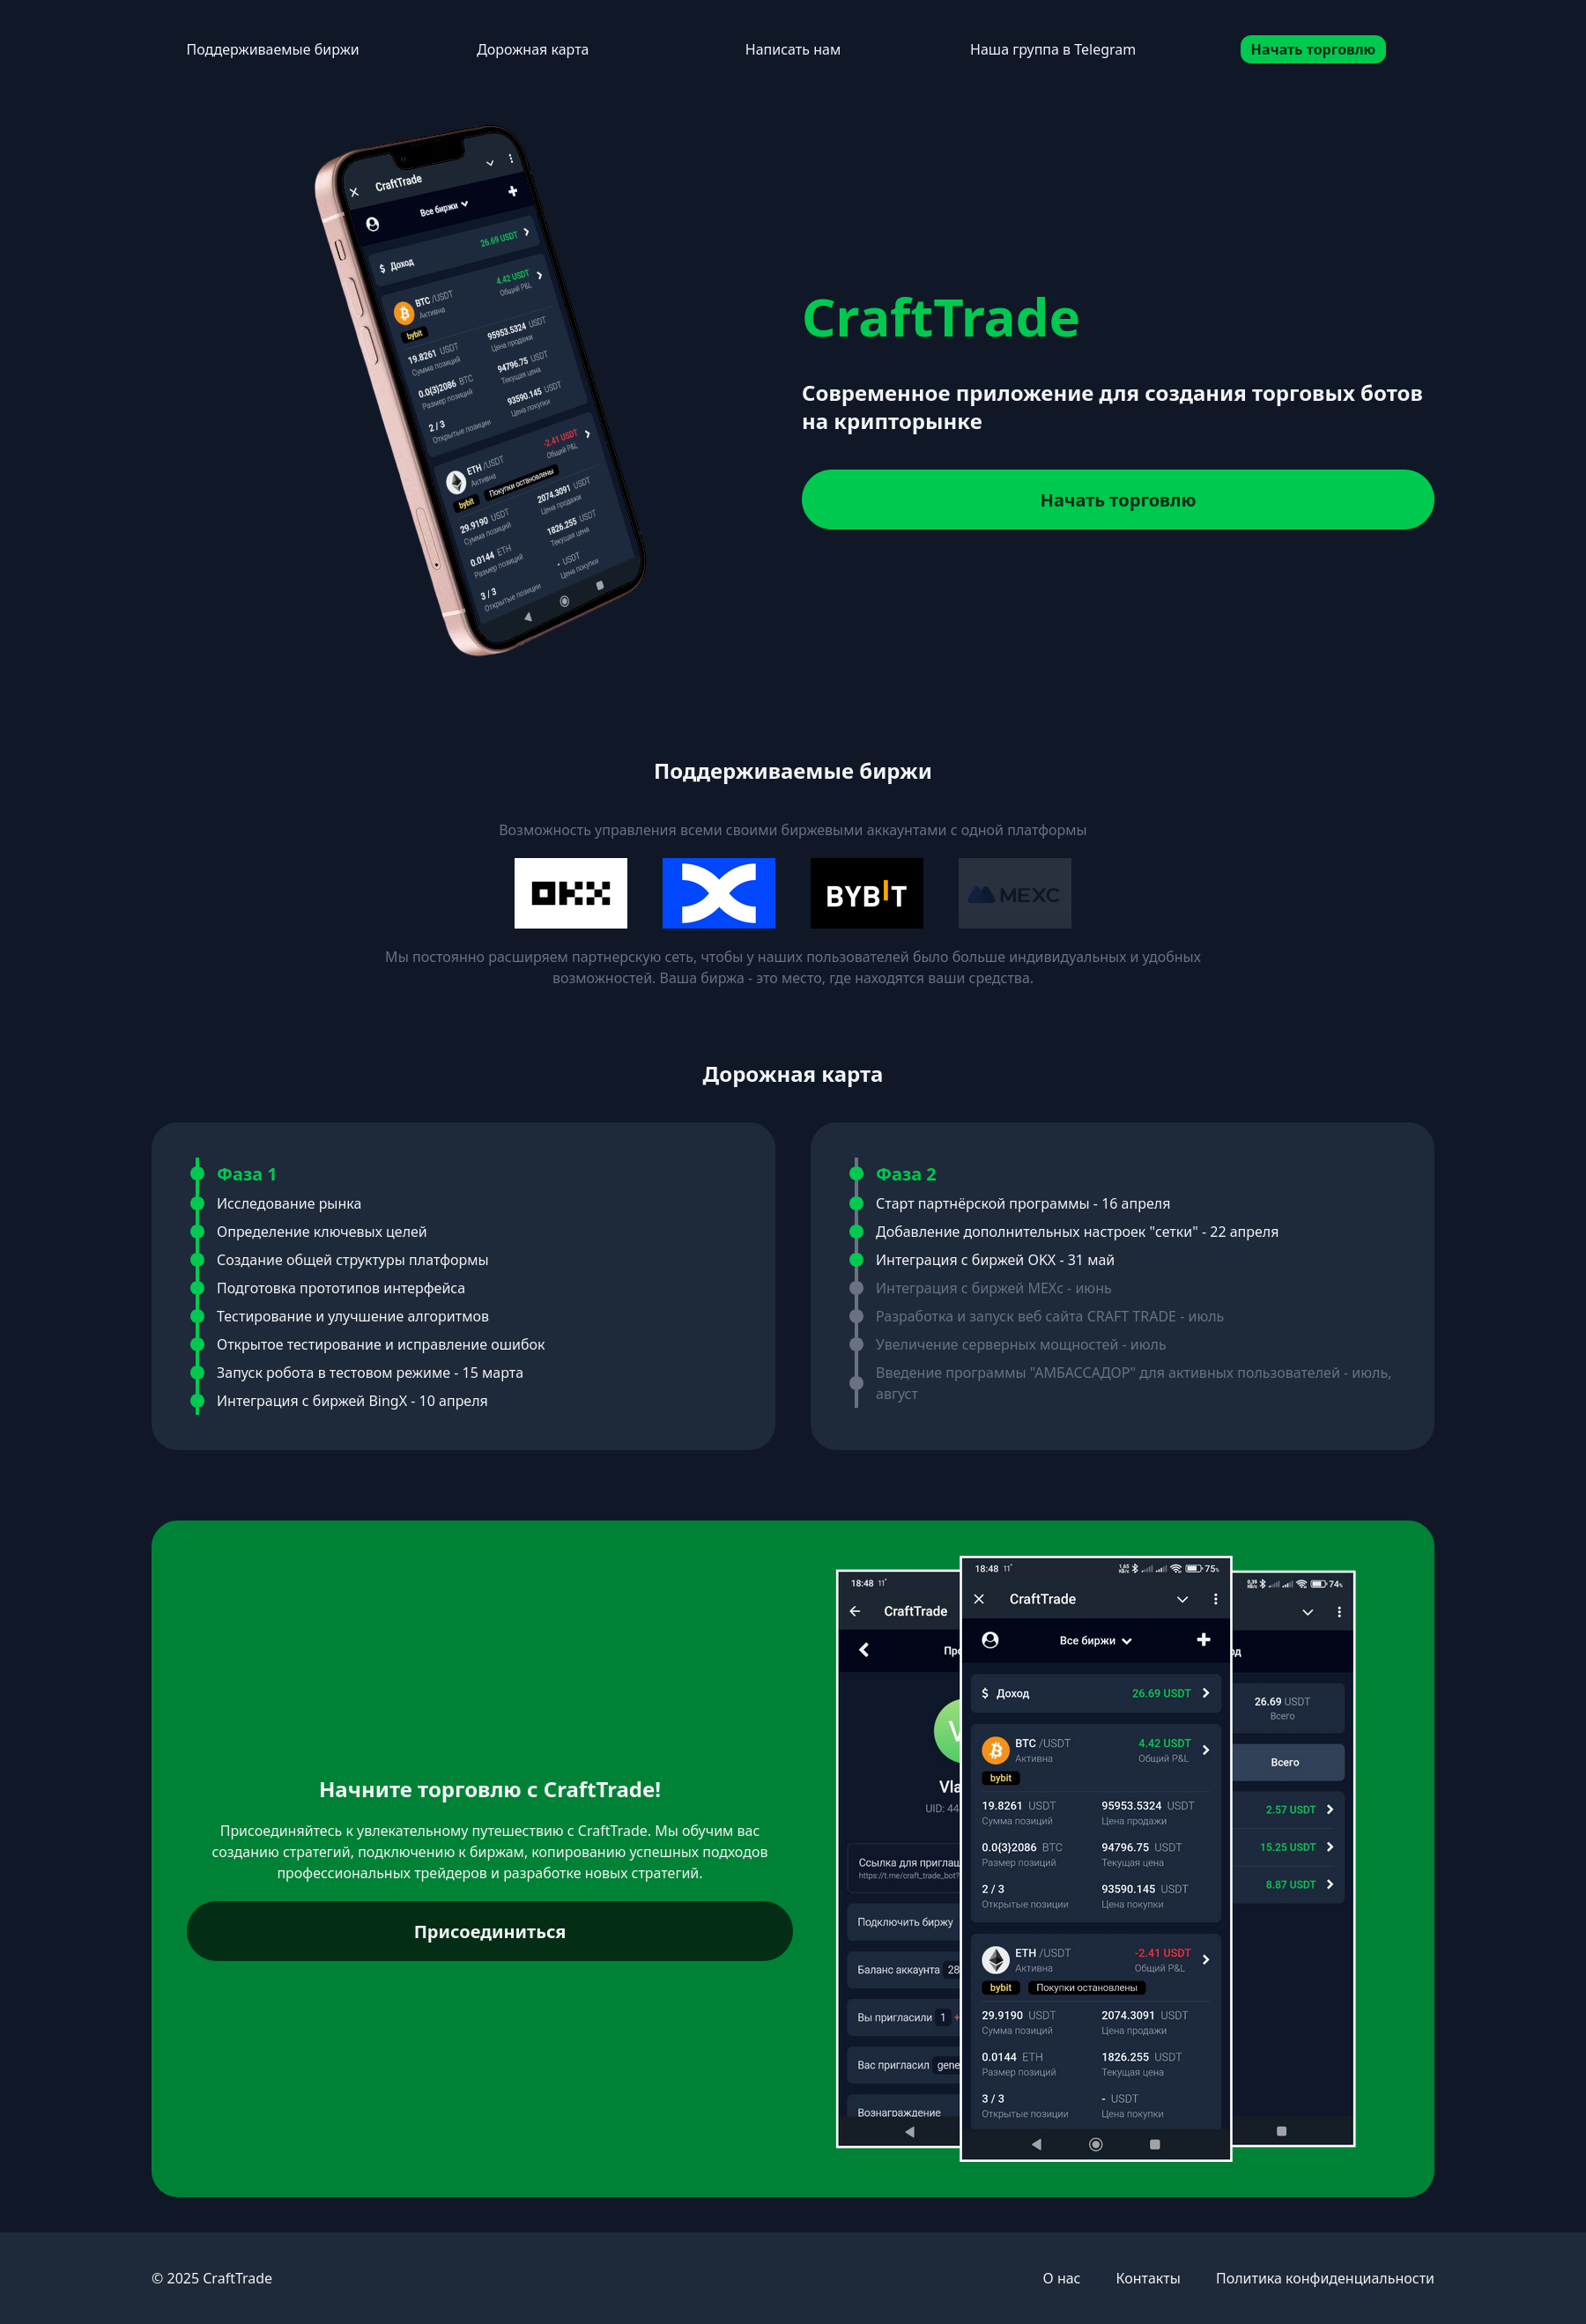 Поддерживаемые биржи
Дорожная карта
Написать нам
Наша группа в Telegram
Начать торговлю
CraftTrade
Все биржи
$ Доход
26.69 USDT
BTC /USDT
Активна
4.42 USDT
Общий P&L
bybit
19.8261 USDT
Сумма позиций
95953.5324 USDT
Цена продажи
0.0{3}2086 BTC
Размер позиций
94796.75 USDT
Текущая цена
2 / 3
Открытые позиции
93590.145 USDT
Цена покупки
ETH /USDT
Активна
-2.41 USDT
Общий P&L
bybit
Покупки остановлены
29.9190 USDT
Сумма позиций
2074.3091 USDT
Цена продажи
0.0144 ETH
Размер позиций
1826.255 USDT
Текущая цена
3 / 3
Открытые позиции
- USDT
Цена покупки
CraftTrade
Современное приложение для создания торговых ботов
на крипторынке
Начать торговлю
Поддерживаемые биржи
Возможность управления всеми своими биржевыми аккаунтами с одной платформы
OKX
BYBIT
MEXC
Мы постоянно расширяем партнерскую сеть, чтобы у наших пользователей было больше индивидуальных и удобных
возможностей. Ваша биржа - это место, где находятся ваши средства.
Дорожная карта
Фаза 1
Исследование рынка
Определение ключевых целей
Создание общей структуры платформы
Подготовка прототипов интерфейса
Тестирование и улучшение алгоритмов
Открытое тестирование и исправление ошибок
Запуск робота в тестовом режиме - 15 марта
Интеграция с биржей BingX - 10 апреля
Фаза 2
Старт партнёрской программы - 16 апреля
Добавление дополнительных настроек "сетки" - 22 апреля
Интеграция с биржей OKX - 31 май
Интеграция с биржей MEXc - июнь
Разработка и запуск веб сайта CRAFT TRADE - июль
Увеличение серверных мощностей - июль
Введение программы "АМБАССАДОР" для активных пользователей - июль,
август
Начните торговлю с CraftTrade!
Присоединяйтесь к увлекательному путешествию с CraftTrade. Мы обучим вас
созданию стратегий, подключению к биржам, копированию успешных подходов
профессиональных трейдеров и разработке новых стратегий.
Присоединиться
18:48
CraftTrade
Про
Vla
UID: 44
Ссылка для приглаш
https://t.me/craft_trade_bot?
Подключить биржу
Баланс аккаунта 28
Вы пригласили 1 +
Вас пригласил gene
Вознаграждение
18:48
75%
CraftTrade
Все биржи
$ Доход
26.69 USDT
BTC /USDT
Активна
4.42 USDT
Общий P&L
bybit
19.8261 USDT
Сумма позиций
95953.5324 USDT
Цена продажи
0.0{3}2086 BTC
Размер позиций
94796.75 USDT
Текущая цена
2 / 3
Открытые позиции
93590.145 USDT
Цена покупки
ETH /USDT
Активна
-2.41 USDT
Общий P&L
bybit
Покупки остановлены
29.9190 USDT
Сумма позиций
2074.3091 USDT
Цена продажи
0.0144 ETH
Размер позиций
1826.255 USDT
Текущая цена
3 / 3
Открытые позиции
- USDT
Цена покупки
74%
од
26.69 USDT
Всего
Всего
2.57 USDT
15.25 USDT
8.87 USDT
© 2025 CraftTrade
О нас
Контакты
Политика конфиденциальности